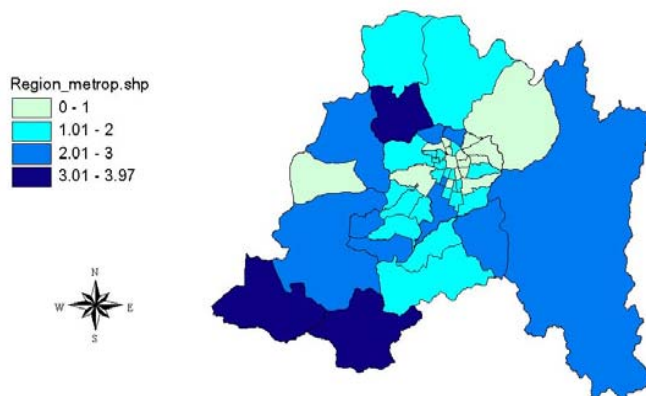 Region_metrop.shp
0 - 1
1.01 - 2
2.01 - 3
3.01 - 3.97
N
W E
S